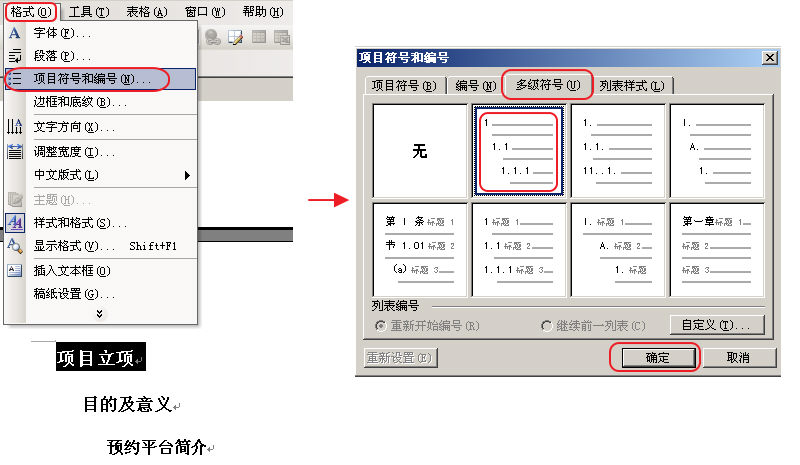 格式(O) 工具(T) 表格(A) 窗口(W) 帮助(H)
字体(F)...
段落(P)...
项目符号和编号(N)...
边框和底纹(B)...
文字方向(X)...
调整宽度(I)...
中文版式(L)
主题(H)...
样式和格式(S)...
显示格式(V)... Shift+F1
插入文本框(O)
稿纸设置(G)...
项目立项
目的及意义
预约平台简介
项目符号和编号
项目符号(B) 编号(N) 多级符号(U) 列表样式(L)
无
1
1.1
1.1.1
1.
1.1.
11..1.
I.
A.
1.
第 I 条 标题 1
节 1.01 标题 2
(a) 标题 3
1 标题 1
1.1 标题 2
1.1.1 标题 3
I. 标题 1
A. 标题 2
1. 标题
第一章 标题 1
标题 2
标题 3
列表编号
重新开始编号(R) 继续前一列表(C) 自定义(T)...
重新设置(E) 确定 取消